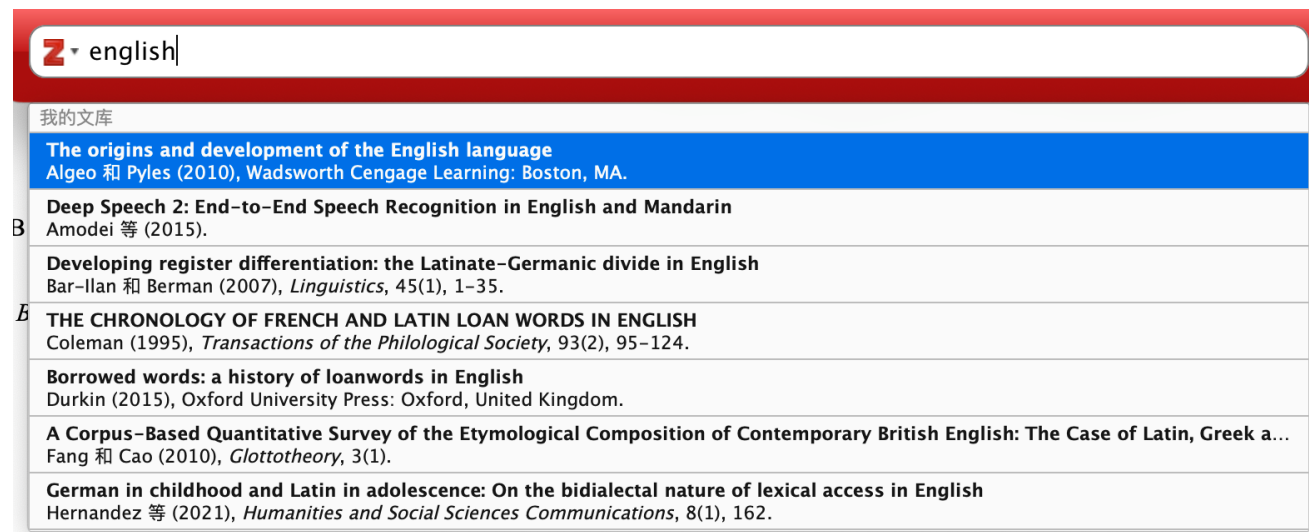 Z english
我的文库
The origins and development of the English language
Algeo 和 Pyles (2010), Wadsworth Cengage Learning: Boston, MA.
Deep Speech 2: End-to-End Speech Recognition in English and Mandarin
B
Amodei 等 (2015).
Developing register differentiation: the Latinate-Germanic divide in English
Bar-Ilan 和 Berman (2007), Linguistics, 45(1), 1–35.
B
THE CHRONOLOGY OF FRENCH AND LATIN LOAN WORDS IN ENGLISH
Coleman (1995), Transactions of the Philological Society, 93(2), 95–124.
Borrowed words: a history of loanwords in English
Durkin (2015), Oxford University Press: Oxford, United Kingdom.
A Corpus-Based Quantitative Survey of the Etymological Composition of Contemporary British English: The Case of Latin, Greek a...
Fang 和 Cao (2010), Glottotheory, 3(1).
German in childhood and Latin in adolescence: On the bidialectal nature of lexical access in English
Hernandez 等 (2021), Humanities and Social Sciences Communications, 8(1), 162.